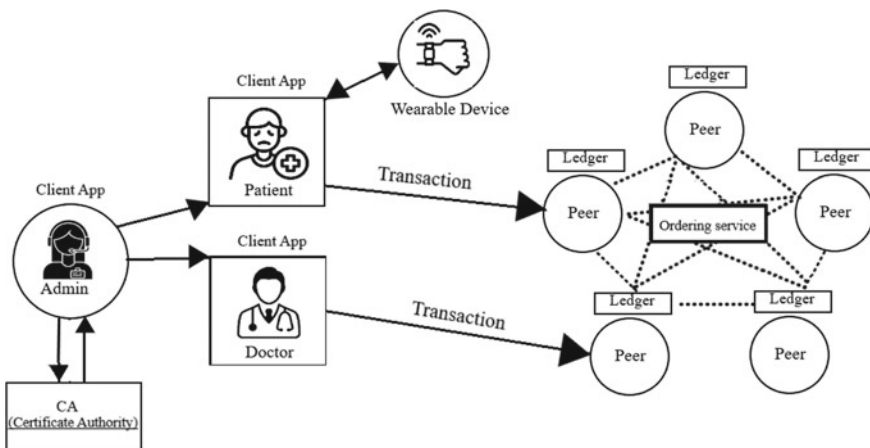 Client App
Wearable Device
Patient
Client App
Admin
Client App
Doctor
CA
(Certificate Authority)
Transaction
Transaction
Ledger
Peer
Ledger
Peer
Ledger
Peer
Ordering service
Ledger
Peer
Ledger
Peer